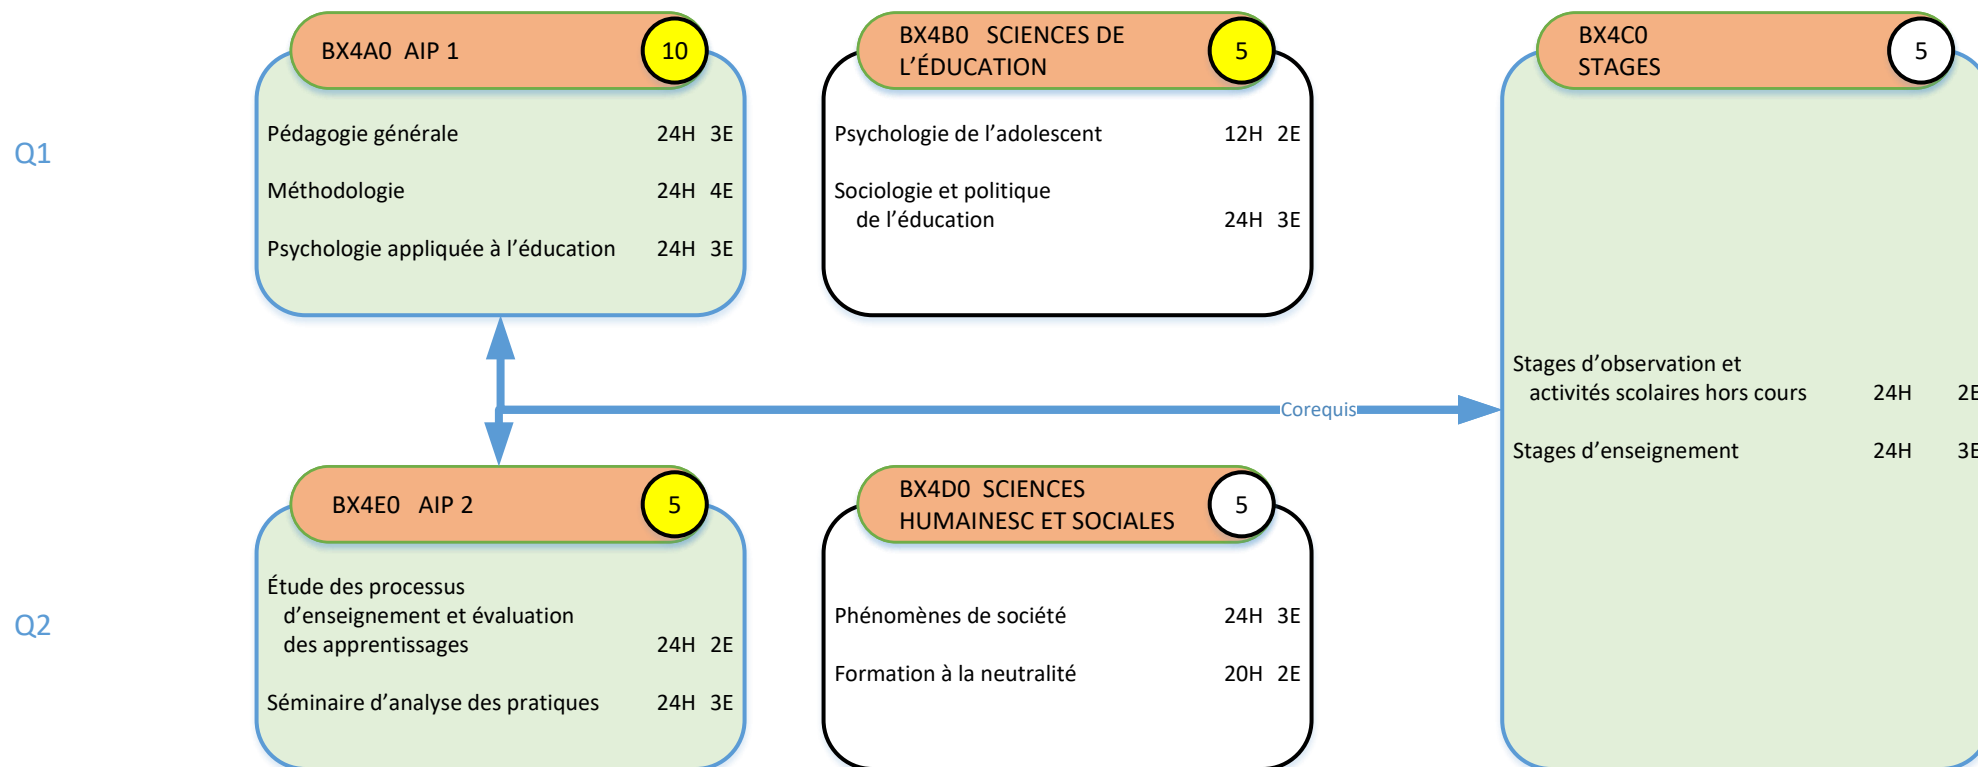 BX4A0 AIP 1
10
BX4B0 SCIENCES DE
L’ÉDUCATION
5
BX4C0
STAGES
5
Q1
Pédagogie générale 24H 3E
Méthodologie 24H 4E
Psychologie appliquée à l’éducation 24H 3E
Psychologie de l’adolescent 12H 2E
Sociologie et politique
de l’éducation 24H 3E
Stages d’observation et
activités scolaires hors cours 24H 2E
Stages d’enseignement 24H 3E
Corequis
BX4E0 AIP 2
5
BX4D0 SCIENCES
HUMAINESC ET SOCIALES
5
Q2
Étude des processus
d’enseignement et évaluation
des apprentissages 24H 2E
Séminaire d’analyse des pratiques 24H 3E
Phénomènes de société 24H 3E
Formation à la neutralité 20H 2E